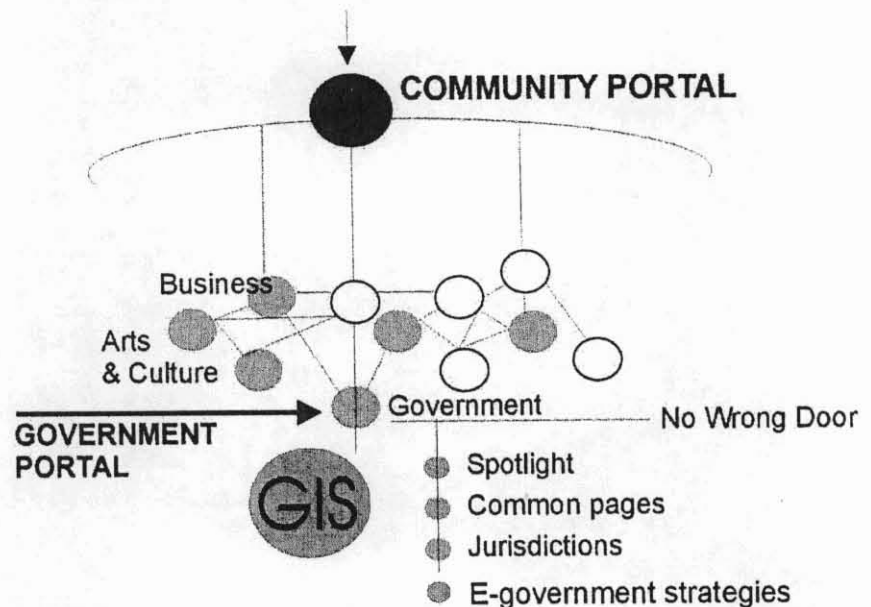 COMMUNITY PORTAL
Business
Arts
& Culture
Government
No Wrong Door
GOVERNMENT
PORTAL
GIS
Spotlight
Common pages
Jurisdictions
E-government strategies